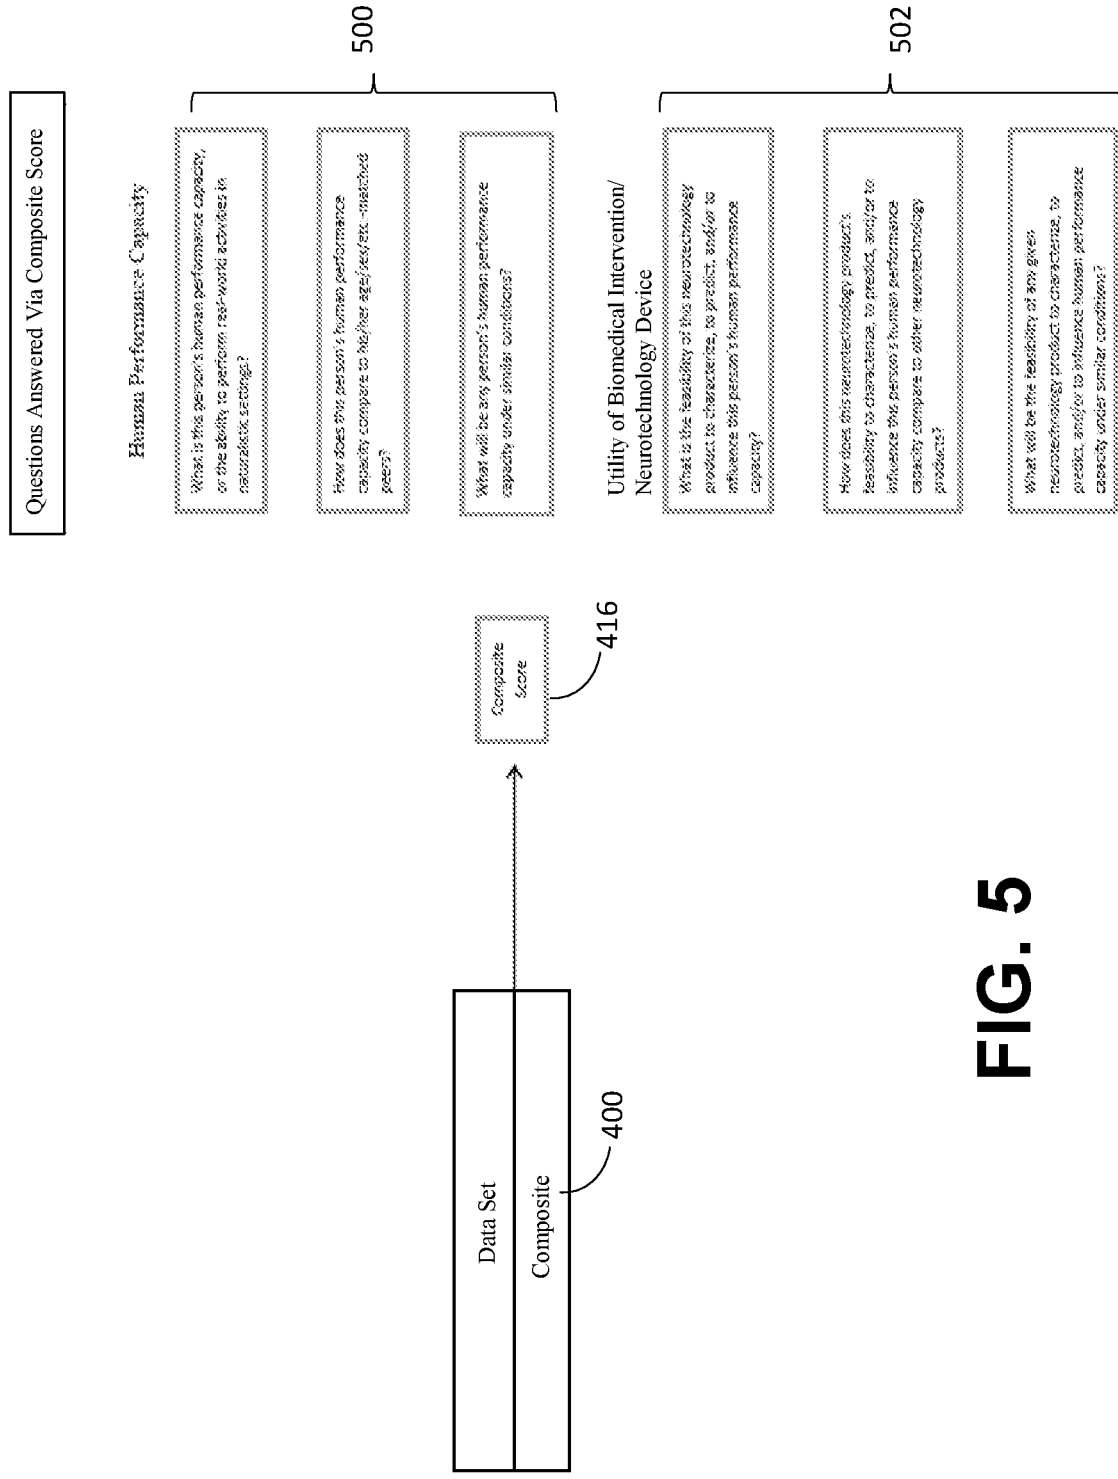 Questions Answered Via Composite Score
Human Performance Capacity
What is this person's human performance capacity,
or the ability to perform real-world activities in
naturalistic settings?
How does this person's human performance
capacity compare to his/her age/sex/etc.-matched
peers?
What will be any person's human performance
capacity under similar conditions?
500
Utility of Biomedical Intervention/
Neurotechnology Device
What is the feasibility of this neurotechnology
product to characterize, to predict, and/or to
influence this person's human performance
capacity?
How does this neurotechnology product's
feasibility to characterize, to predict, and/or to
influence this person's human performance
capacity compare to other neurotechnology
products?
What will be the feasibility of any given
neurotechnology product to characterize, to
predict, and/or to influence human performance
capacity under similar conditions?
502
Data Set
Composite
400
Composite
Score
416
FIG. 5